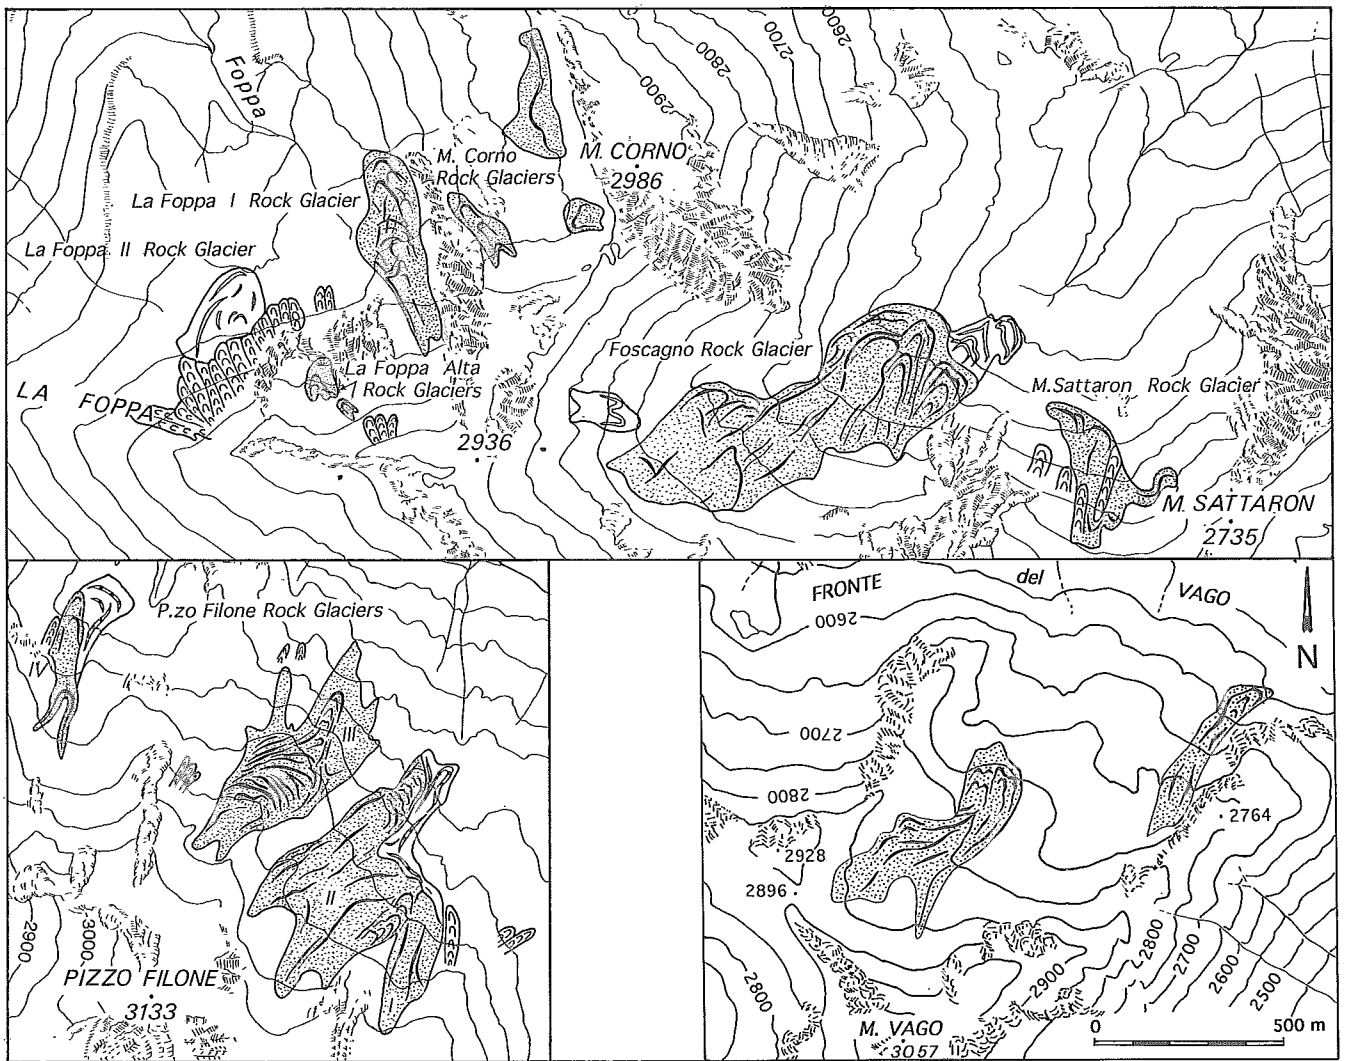 Foppa
2900
2800
2700
2600
M. Corno
Rock Glaciers
M. CORNO
2986
La Foppa I Rock Glacier
La Foppa II Rock Glacier
La Foppa Alta
Rock Glaciers
LA FOPPA
2936
Foscagno Rock Glacier
M.Sattaron Rock Glacier
M. SATTARON
2735
P.zo Filone Rock Glaciers
IV
III
II
2900
3000
PIZZO FILONE
3133
FRONTE del VAGO
2600
N
2700
2800
2928
2896
2764
2800
2900
2800
2700
2600
2500
M. VAGO
3057
0 500 m